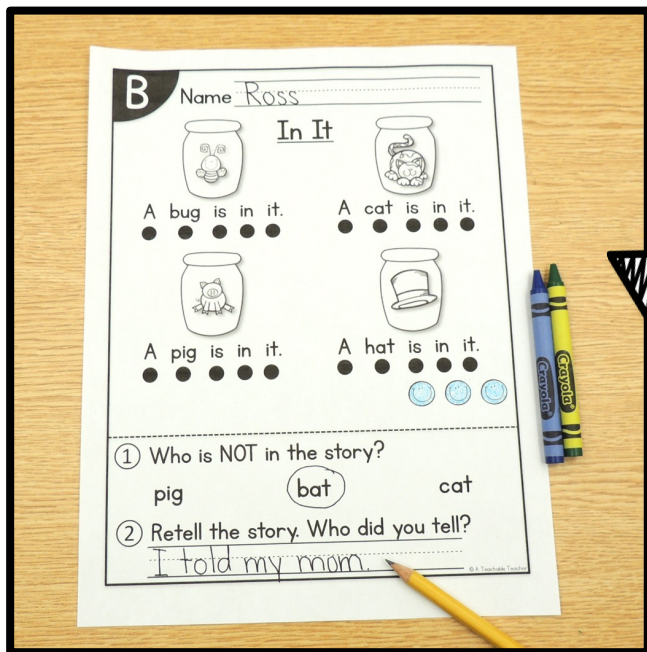 B
Name Ross
In It
A bug is in it.
A cat is in it.
A pig is in it.
A hat is in it.
① Who is NOT in the story?
pig bat cat
② Retell the story. Who did you tell?
I told my mom.
© A Teachable Teacher
Crayola
Crayola